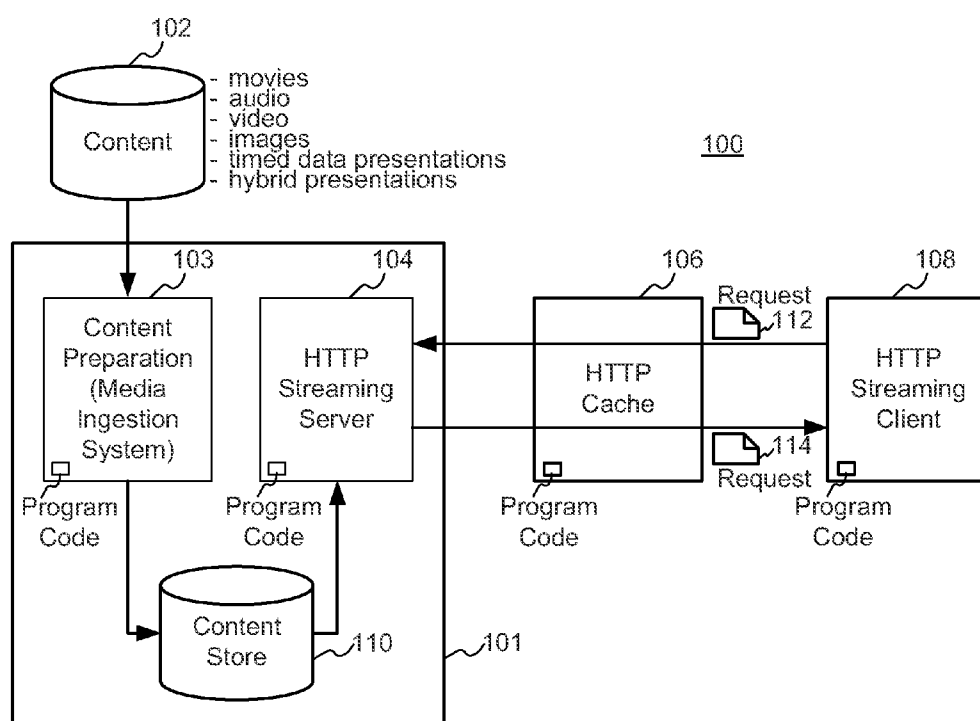 102
- movies
- audio
- video
- images
- timed data presentations
- hybrid presentations
Content
100
103
104
106
108
Content
Preparation
(Media
Ingestion
System)
HTTP
Streaming
Server
HTTP
Cache
HTTP
Streaming
Client
Request
112
114
Request
Program
Code
Program
Code
Program
Code
Program
Code
Content
Store
110
101